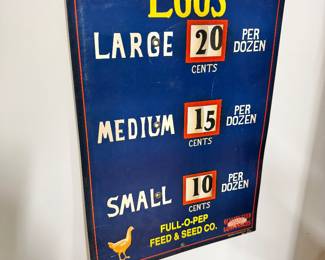 EGGS
LARGE 20 PER DOZEN
CENTS
MEDIUM 15 PER DOZEN
CENTS
SMALL 10 PER DOZEN
CENTS
FULL-O-PEP
FEED & SEED CO.